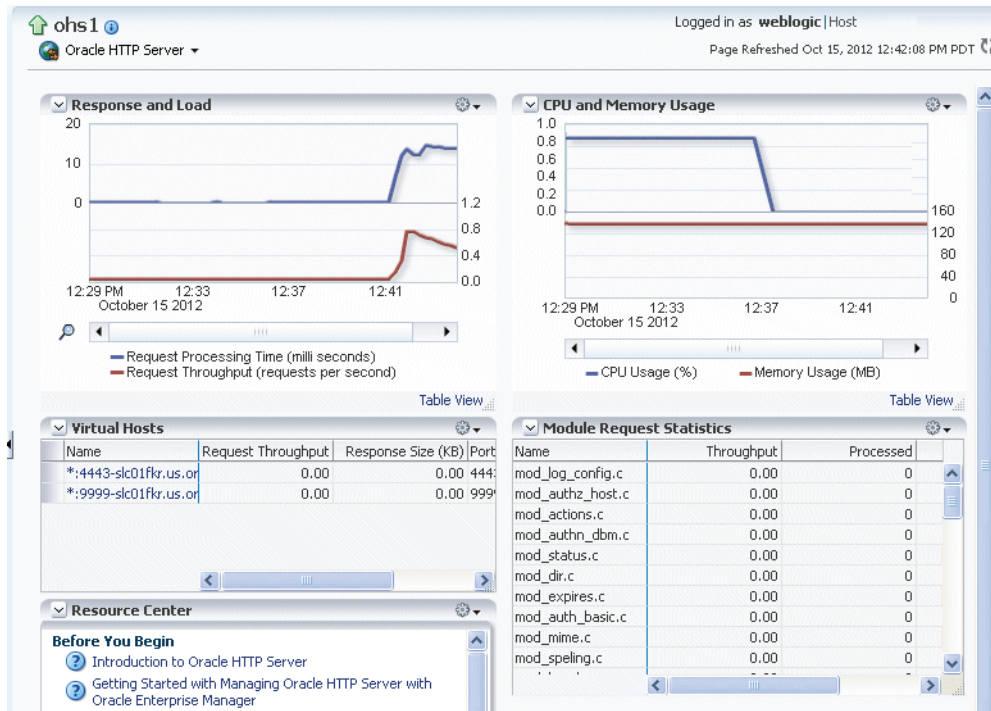 ohs1
Logged in as weblogic|Host
Oracle HTTP Server
Page Refreshed Oct 15, 2012 12:42:08 PM PDT
Response and Load
20
10
0
1.2
0.8
0.4
0.0
12:29 PM 12:33 12:37 12:41
October 15 2012
Request Processing Time (milli seconds)
Request Throughput (requests per second)
Table View
CPU and Memory Usage
1.0
0.8
0.6
0.4
0.2
0.0
160
120
80
40
0
12:29 PM 12:33 12:37 12:41
October 15 2012
CPU Usage (%) Memory Usage (MB)
Table View
Virtual Hosts
Name Request Throughput Response Size (KB) Port
*:4443-slc01fkr.us.or 0.00 0.00 444
*:9999-slc01fkr.us.or 0.00 0.00 999
Module Request Statistics
Name Throughput Processed
mod_log_config.c 0.00 0
mod_authz_host.c 0.00 0
mod_actions.c 0.00 0
mod_authn_dbm.c 0.00 0
mod_status.c 0.00 0
mod_dir.c 0.00 0
mod_expires.c 0.00 0
mod_auth_basic.c 0.00 0
mod_mime.c 0.00 0
mod_speling.c 0.00 0
Resource Center
Before You Begin
Introduction to Oracle HTTP Server
Getting Started with Managing Oracle HTTP Server with
Oracle Enterprise Manager